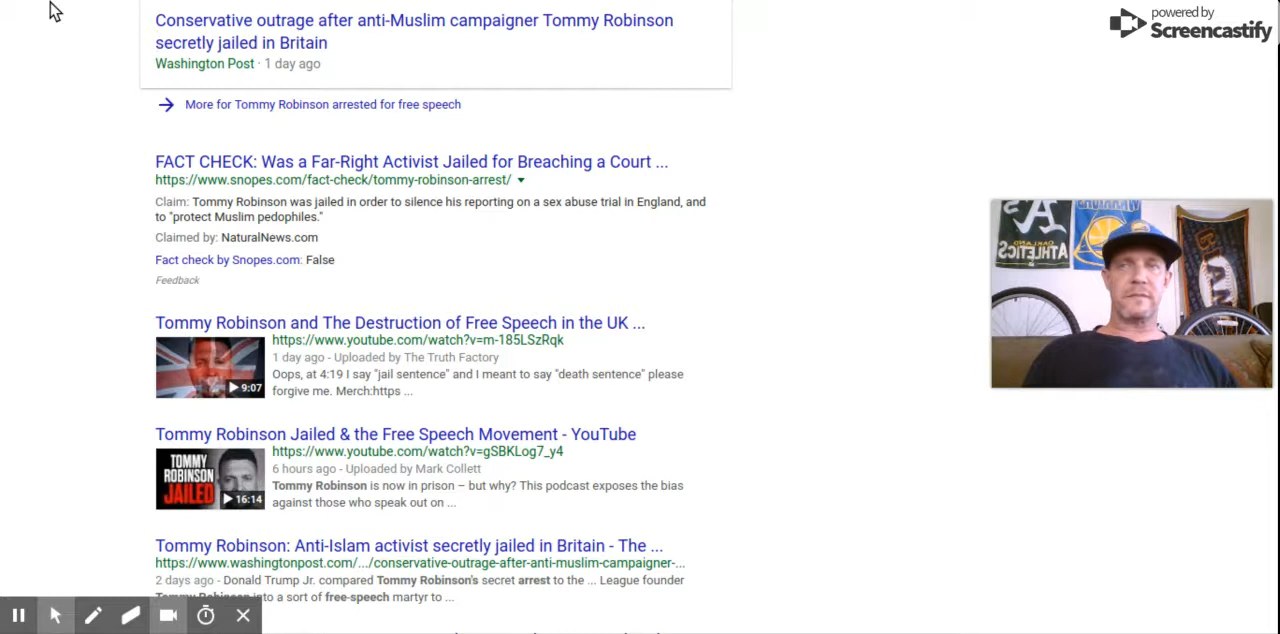 Conservative outrage after anti-Muslim campaigner Tommy Robinson
secretly jailed in Britain
Washington Post · 1 day ago
powered by
Screencastify
More for Tommy Robinson arrested for free speech
FACT CHECK: Was a Far-Right Activist Jailed for Breaching a Court ...
https://www.snopes.com/fact-check/tommy-robinson-arrest/
Claim: Tommy Robinson was jailed in order to silence his reporting on a sex abuse trial in England, and
to "protect Muslim pedophiles."
Claimed by: NaturalNews.com
Fact check by Snopes.com: False
Feedback
Tommy Robinson and The Destruction of Free Speech in the UK ...
https://www.youtube.com/watch?v=m-185LSzRqk
1 day ago - Uploaded by The Truth Factory
Oops, at 4:19 I say "jail sentence" and I meant to say "death sentence" please
forgive me. Merch:https ...
9:07
Tommy Robinson Jailed & the Free Speech Movement - YouTube
https://www.youtube.com/watch?v=gSBKLog7_y4
6 hours ago - Uploaded by Mark Collett
Tommy Robinson is now in prison – but why? This podcast exposes the bias
against those who speak out on ...
TOMMY
ROBINSON
JAILED
16:14
Tommy Robinson: Anti-Islam activist secretly jailed in Britain - The ...
https://www.washingtonpost.com/.../conservative-outrage-after-anti-muslim-campaigner-...
2 days ago - Donald Trump Jr. compared Tommy Robinson's secret arrest to the ... League founder
Tommy Robinson into a sort of free-speech martyr to ...
A's
OAKLAND
ATHLETICS
WARRIORS
GIANTS